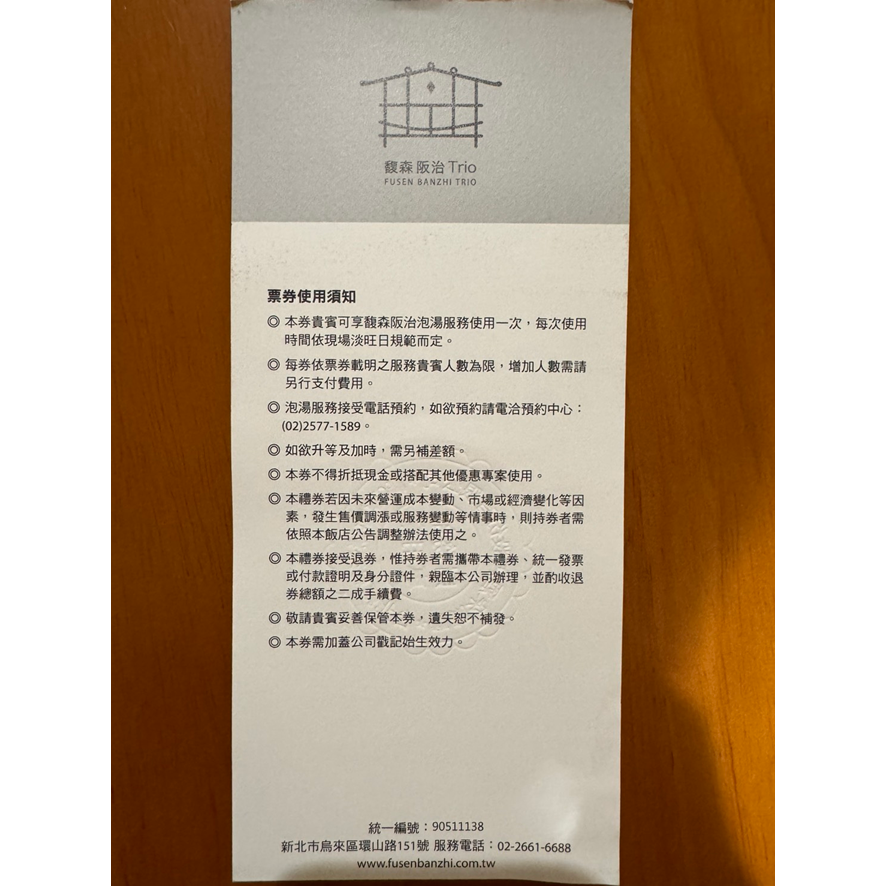 馥森阪治Trio
FUSEN BANZHI TRIO
票券使用須知
◎ 本券貴賓可享馥森阪治泡湯服務使用一次，每次使用
時間依現場淡旺日規範而定。
◎ 每券依票券載明之服務貴賓人數為限，增加人數需請
另行支付費用。
◎ 泡湯服務接受電話預約，如欲預約請電洽預約中心：
(02)2577-1589。
◎ 如欲升等及加時，需另補差額。
◎ 本券不得折抵現金或搭配其他優惠專案使用。
◎ 本禮券若因未來營運成本變動、市場或經濟變化等因
素，發生售價調漲或服務變動等情事時，則持券者需
依照本飯店公告調整辦法使用之。
◎ 本禮券接受退券，惟持券者需攜帶本禮券、統一發票
或付款證明及身分證件，親臨本公司辦理，並酌收退
券總額之二成手續費。
◎ 敬請貴賓妥善保管本券，遺失恕不補發。
◎ 本券需加蓋公司戳記始生效力。
統一編號：90511138
新北市烏來區環山路151號 服務電話：02-2661-6688
www.fusenbanzhi.com.tw